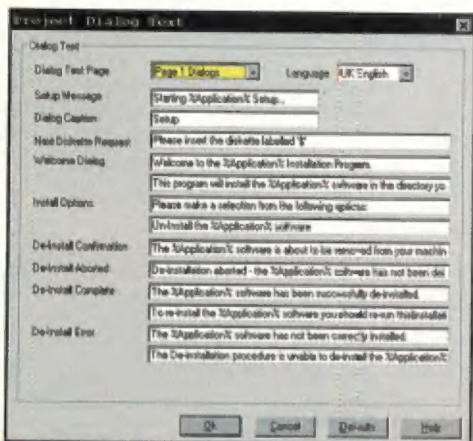 Project Dialog Text
Dialog Text
Dialog Text Page Page 1 Dialogs Language UK English
Setup Message Starting %Application% Setup...
Dialog Caption Setup
Next Diskette Request Please insert the diskette labelled '$'
Welcome Dialog Welcome to the %Application% Installation Program.
This program will install the %Application% software in the directory yo
Install Options Please make a selection from the following options:
Un-Install the %Application% software
De-Install Confirmation The %Application% software is about to be removed from your machin
De-Install Aborted De-installation aborted - the %Application% software has not been dei
De-Install Complete The %Application% software has been successfully de-installed.
To re-install the %Application% software you should re-run this installati
De-Install Error The %Application% software has not been correctly installed.
The De-installation procedure is unable to de-install the %Application%
Ok Cancel Defaults Help